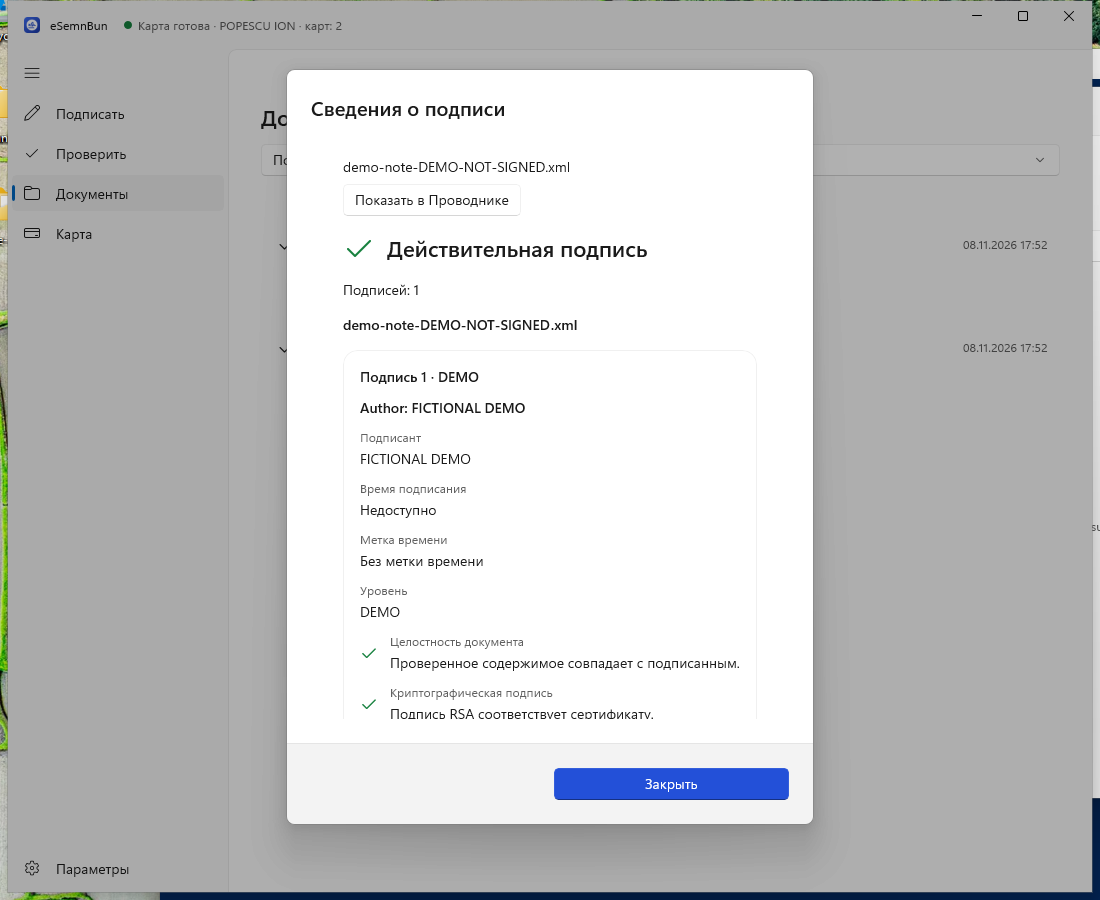 eSemnBun
Карта готова · POPESCU ION · карт: 2
Подписать
Проверить
Документы
Карта
Параметры
08.11.2026 17:52
08.11.2026 17:52
Сведения о подписи
demo-note-DEMO-NOT-SIGNED.xml
Показать в Проводнике
Действительная подпись
Подписей: 1
demo-note-DEMO-NOT-SIGNED.xml
Подпись 1 · DEMO
Author: FICTIONAL DEMO
Подписант
FICTIONAL DEMO
Время подписания
Недоступно
Метка времени
Без метки времени
Уровень
DEMO
Целостность документа
Проверенное содержимое совпадает с подписанным.
Криптографическая подпись
Подпись RSA соответствует сертификату.
Закрыть